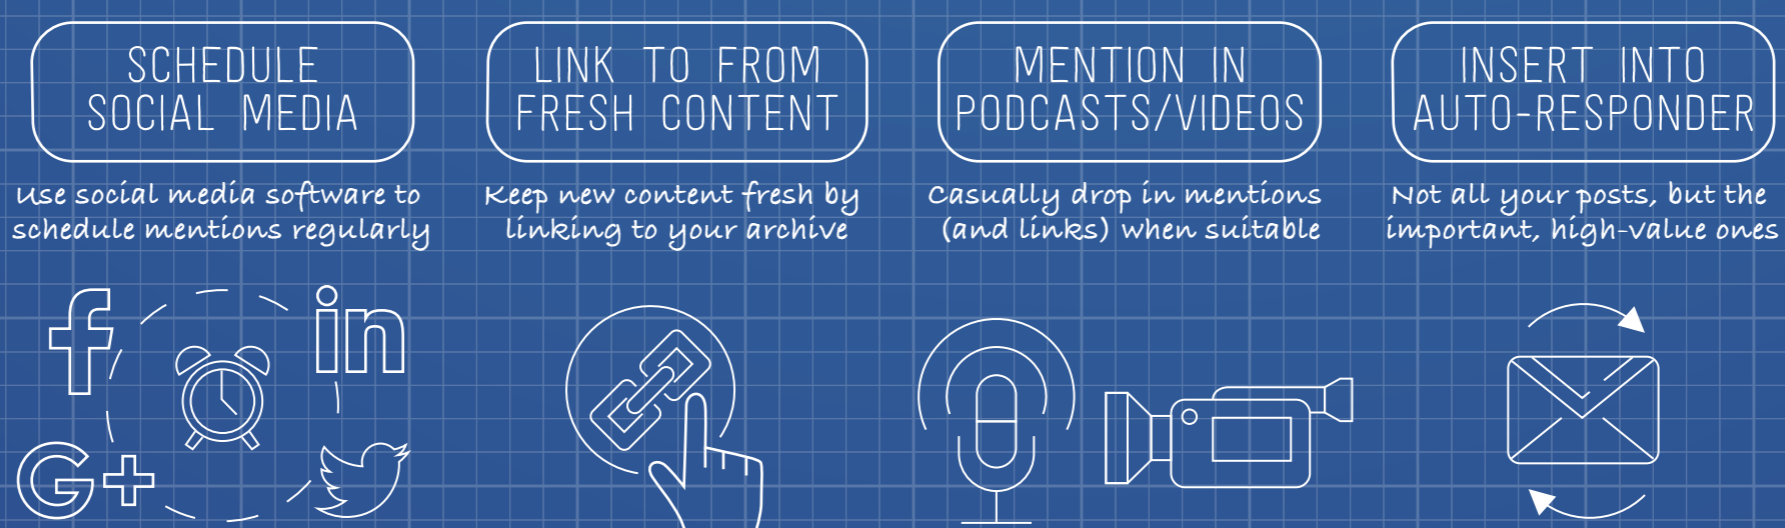 SCHEDULE
SOCIAL MEDIA
Use social media software to
schedule mentions regularly
LINK TO FROM
FRESH CONTENT
Keep new content fresh by
linking to your archive
MENTION IN
PODCASTS/VIDEOS
Casually drop in mentions
(and links) when suitable
INSERT INTO
AUTO-RESPONDER
Not all your posts, but the
important, high-value ones
f
in
G+